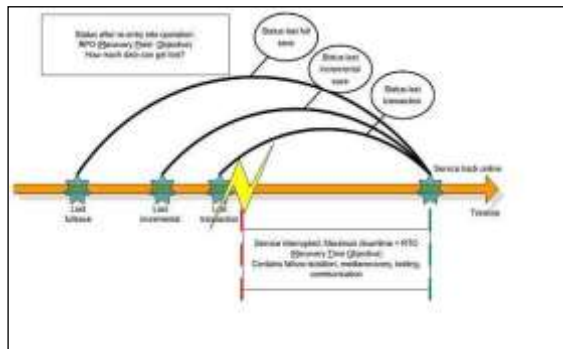 Status after re-entry into operation
RPO (Recovery Point Objective)
How much data can get lost?
Status last full
save
Status last
incremental
save
Status last
transaction
Service back online
Last
fullsave
Last
incremental
Last
transaction
Timeline
Service interrupted. Maximum downtime = RTO
(Recovery Time Objective)
Contains failure isolation, mediarecovery, testing,
communication